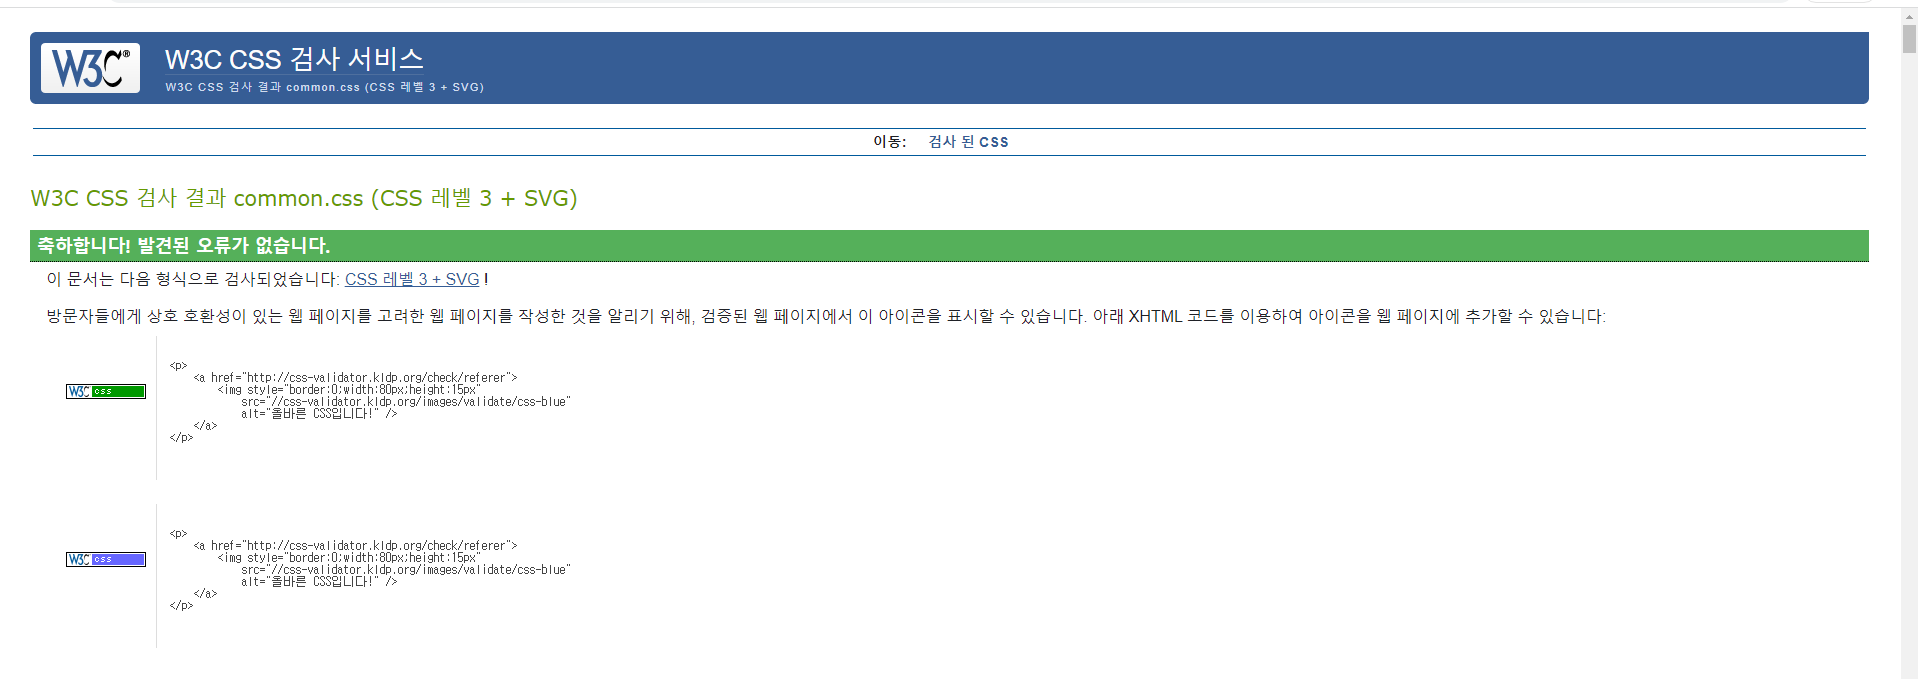 W3C®
W3C CSS 검사 서비스
W3C CSS 검사 결과 common.css (CSS 레벨 3 + SVG)
이동: 검사 된 CSS
W3C CSS 검사 결과 common.css (CSS 레벨 3 + SVG)
축하합니다! 발견된 오류가 없습니다.
이 문서는 다음 형식으로 검사되었습니다: CSS 레벨 3 + SVG !
방문자들에게 상호 호환성이 있는 웹 페이지를 고려한 웹 페이지를 작성한 것을 알리기 위해, 검증된 웹 페이지에서 이 아이콘을 표시할 수 있습니다. 아래 XHTML 코드를 이용하여 아이콘을 웹 페이지에 추가할 수 있습니다:
W3C css
<p>
<a href="http://css-validator.kldp.org/check/referer">
<img style="border:0;width:80px;height:15px"
src="//css-validator.kldp.org/images/validate/css-blue"
alt="올바른 CSS입니다!" />
</a>
</p>
W3C css
<p>
<a href="http://css-validator.kldp.org/check/referer">
<img style="border:0;width:80px;height:15px"
src="//css-validator.kldp.org/images/validate/css-blue"
alt="올바른 CSS입니다!" />
</a>
</p>